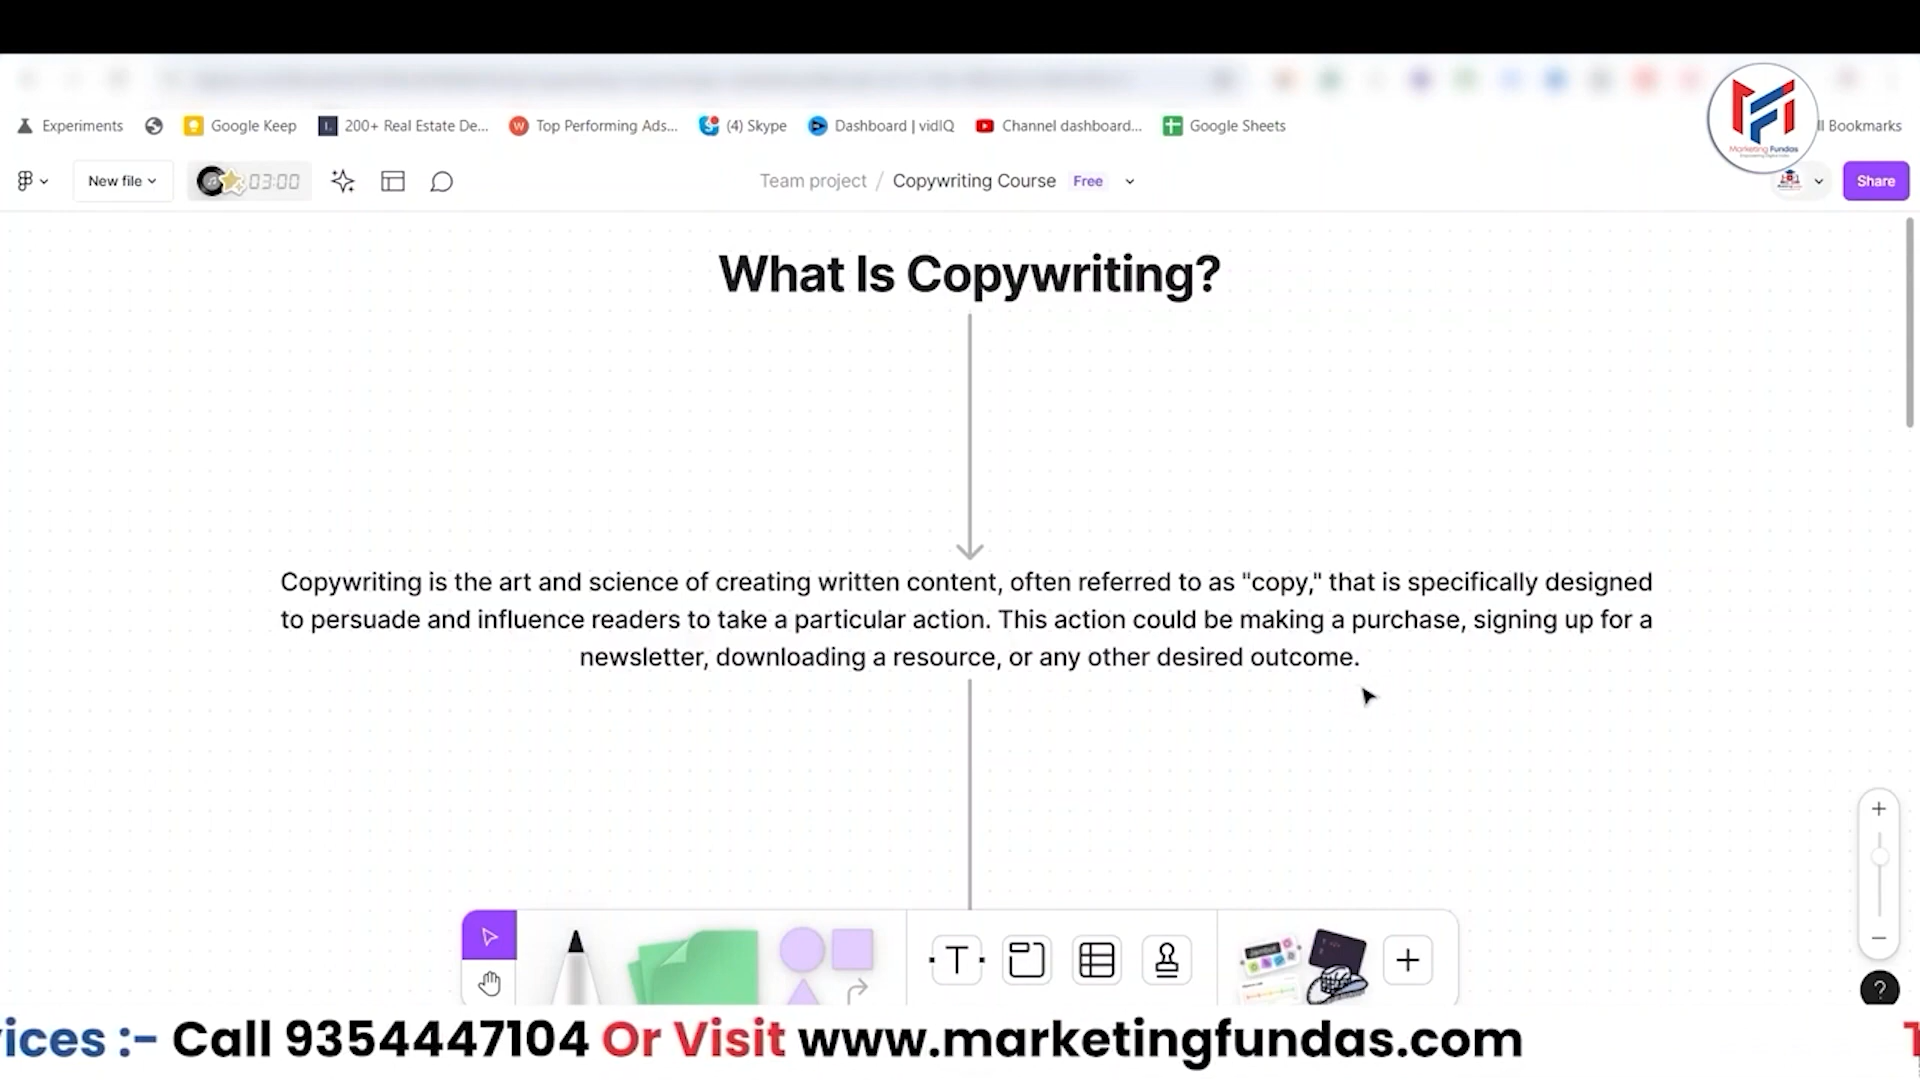 Experiments Google Keep 200+ Real Estate De... Top Performing Ads... (4) Skype Dashboard | vidIQ Channel dashboard... Google Sheets ll Bookmarks
Marketing Fundas
New file 03:00 Team project / Copywriting Course Free Share
What Is Copywriting?
Copywriting is the art and science of creating written content, often referred to as "copy," that is specifically designed
to persuade and influence readers to take a particular action. This action could be making a purchase, signing up for a
newsletter, downloading a resource, or any other desired outcome.
T
?
vices :- Call 9354447104 Or Visit www.marketingfundas.com